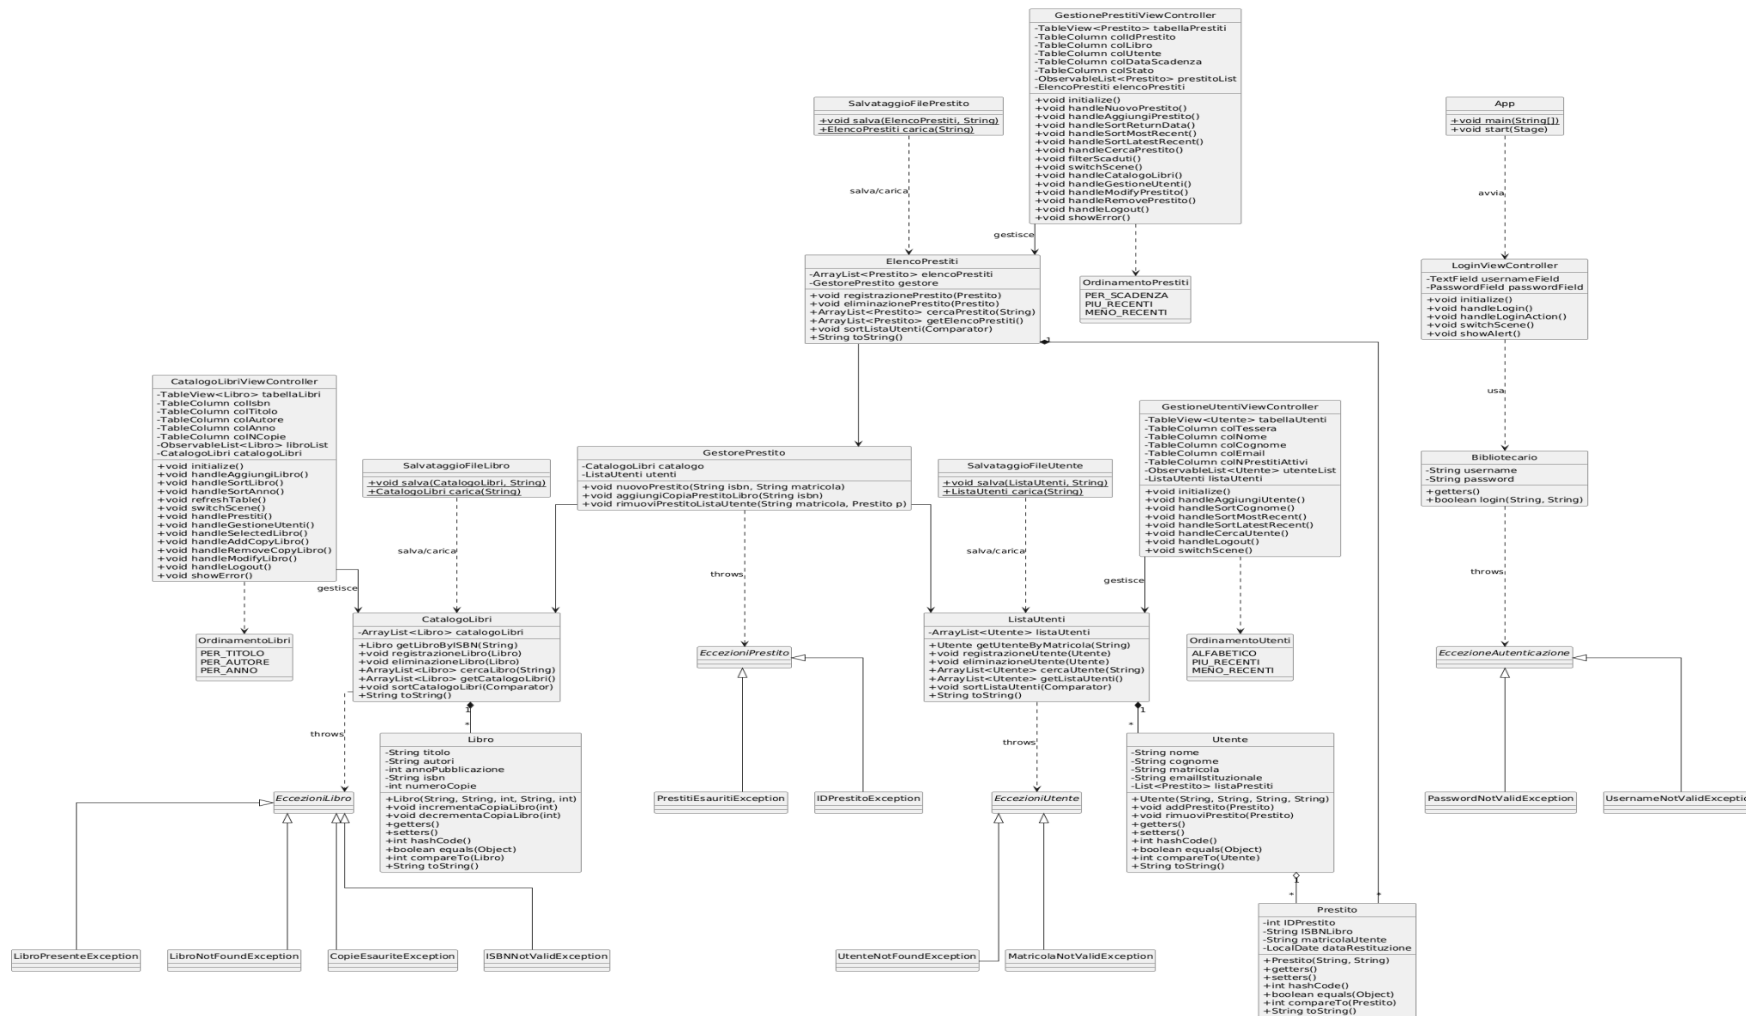 GestionePrestitiViewController
-TableView<Prestito> tabellaPrestiti
-TableColumn colIdPrestito
-TableColumn colLibro
-TableColumn colUtente
-TableColumn colDataScadenza
-TableColumn colStato
-ObservableList<Prestito> prestitoList
-ElencoPrestiti elencoPrestiti
+void initialize()
+void handleNuovoPrestito()
+void handleAggiungiPrestito()
+void handleSortReturnData()
+void handleSortMostRecent()
+void handleSortLatestRecent()
+void handleCercaPrestito()
+void filterScaduti()
+void switchScene()
+void handleCatalogoLibri()
+void handleGestioneUtenti()
+void handleModifyPrestito()
+void handleRemovePrestito()
+void handleLogout()
+void showError()
SalvataggioFilePrestito
+void salva(ElencoPrestiti, String)
+ElencoPrestiti carica(String)
App
+void main(String[])
+void start(Stage)
salva/carica
avvia
gestisce
ElencoPrestiti
-ArrayList<Prestito> elencoPrestiti
-GestorePrestito gestore
+void registrazionePrestito(Prestito)
+void eliminazionePrestito(Prestito)
+ArrayList<Prestito> cercaPrestito(String)
+ArrayList<Prestito> getElencoPrestiti()
+void sortListaUtenti(Comparator)
+String toString()
1
OrdinamentoPrestiti
PER_SCADENZA
PIU_RECENTI
MENO_RECENTI
LoginViewController
-TextField usernameField
-PasswordField passwordField
+void initialize()
+void handleLogin()
+void handleLoginAction()
+void switchScene()
+void showAlert()
usa
CatalogoLibriViewController
-TableView<Libro> tabellaLibri
-TableColumn colIsbn
-TableColumn colTitolo
-TableColumn colAutore
-TableColumn colAnno
-TableColumn colNCopie
-ObservableList<Libro> libroList
-CatalogoLibri catalogoLibri
+void initialize()
+void handleAggiungiLibro()
+void handleSortLibro()
+void handleSortAnno()
+void refreshTable()
+void switchScene()
+void handlePrestiti()
+void handleGestioneUtenti()
+void handleSelectedLibro()
+void handleAddCopyLibro()
+void handleRemoveCopyLibro()
+void handleModifyLibro()
+void handleLogout()
+void showError()
SalvataggioFileLibro
+void salva(CatalogoLibri, String)
+CatalogoLibri carica(String)
GestorePrestito
-CatalogoLibri catalogo
-ListaUtenti utenti
+void nuovoPrestito(String isbn, String matricola)
+void aggiungiCopiaPrestitoLibro(String isbn)
+void rimuoviPrestitoListaUtente(String matricola, Prestito p)
SalvataggioFileUtente
+void salva(ListaUtenti, String)
+ListaUtenti carica(String)
GestioneUtentiViewController
-TableView<Utente> tabellaUtenti
-TableColumn colTessera
-TableColumn colNome
-TableColumn colCognome
-TableColumn colEmail
-TableColumn colNPrestitiAttivi
-ObservableList<Utente> utenteList
-ListaUtenti listaUtenti
+void initialize()
+void handleAggiungiUtente()
+void handleSortCognome()
+void handleSortMostRecent()
+void handleSortLatestRecent()
+void handleCercaUtente()
+void handleLogout()
+void switchScene()
Bibliotecario
-String username
-String password
+getters()
+boolean login(String, String)
salva/carica
throws
salva/carica
gestisce
gestisce
throws
OrdinamentoLibri
PER_TITOLO
PER_AUTORE
PER_ANNO
CatalogoLibri
-ArrayList<Libro> catalogoLibri
+Libro getLibroByISBN(String)
+void registrazioneLibro(Libro)
+void eliminazioneLibro(Libro)
+ArrayList<Libro> cercaLibro(String)
+ArrayList<Libro> getCatalogoLibri()
+void sortCatalogoLibri(Comparator)
+String toString()
EccezioniPrestito
ListaUtenti
-ArrayList<Utente> listaUtenti
+Utente getUtenteByMatricola(String)
+void registrazioneUtente(Utente)
+void eliminazioneUtente(Utente)
+ArrayList<Utente> cercaUtente(String)
+ArrayList<Utente> getListaUtenti()
+void sortListaUtenti(Comparator)
+String toString()
OrdinamentoUtenti
ALFABETICO
PIU_RECENTI
MENO_RECENTI
EccezioneAutenticazione
throws
1
*
throws
1
*
Libro
-String titolo
-String autori
-int annoPubblicazione
-String isbn
-int numeroCopie
+Libro(String, String, int, String, int)
+void incrementaCopiaLibro(int)
+void decrementaCopiaLibro(int)
+getters()
+setters()
+int hashCode()
+boolean equals(Object)
+int compareTo(Libro)
+String toString()
Utente
-String nome
-String cognome
-String matricola
-String emailIstituzionale
-List<Prestito> listaPrestiti
+Utente(String, String, String, String)
+void addPrestito(Prestito)
+void rimuoviPrestito(Prestito)
+getters()
+setters()
+int hashCode()
+boolean equals(Object)
+int compareTo(Utente)
+String toString()
EccezioniLibro
PrestitiEsauritiException
IDPrestitoException
EccezioniUtente
PasswordNotValidException
UsernameNotValidExceptio
1
*
*
Prestito
-int IDPrestito
-String ISBNLibro
-String matricolaUtente
-LocalDate dataRestituzione
+Prestito(String, String)
+getters()
+setters()
+int hashCode()
+boolean equals(Object)
+int compareTo(Prestito)
+String toString()
LibroPresenteException
LibroNotFoundException
CopieEsauriteException
ISBNNotValidException
UtenteNotFoundException
MatricolaNotValidException